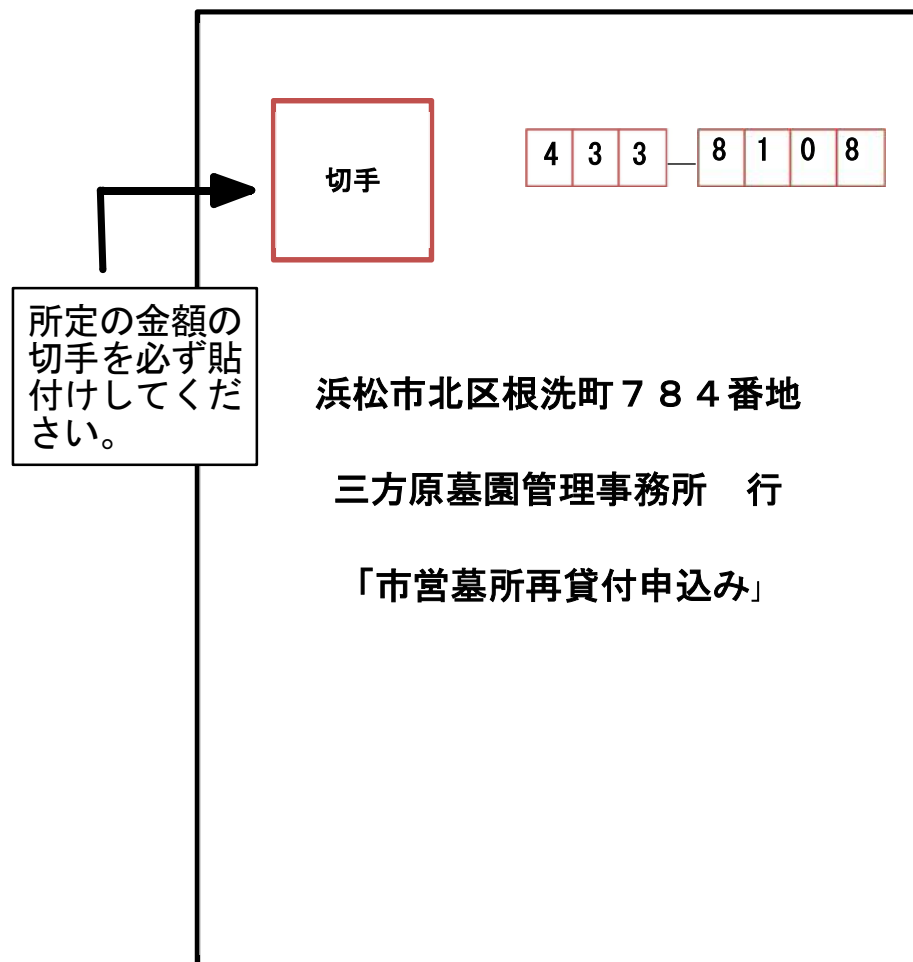 切手
433-8108
所定の金額の
切手を必ず貼
付けしてくだ
さい。
浜松市北区根洗町７８４番地
三方原墓園管理事務所　行
「市営墓所再貸付申込み」